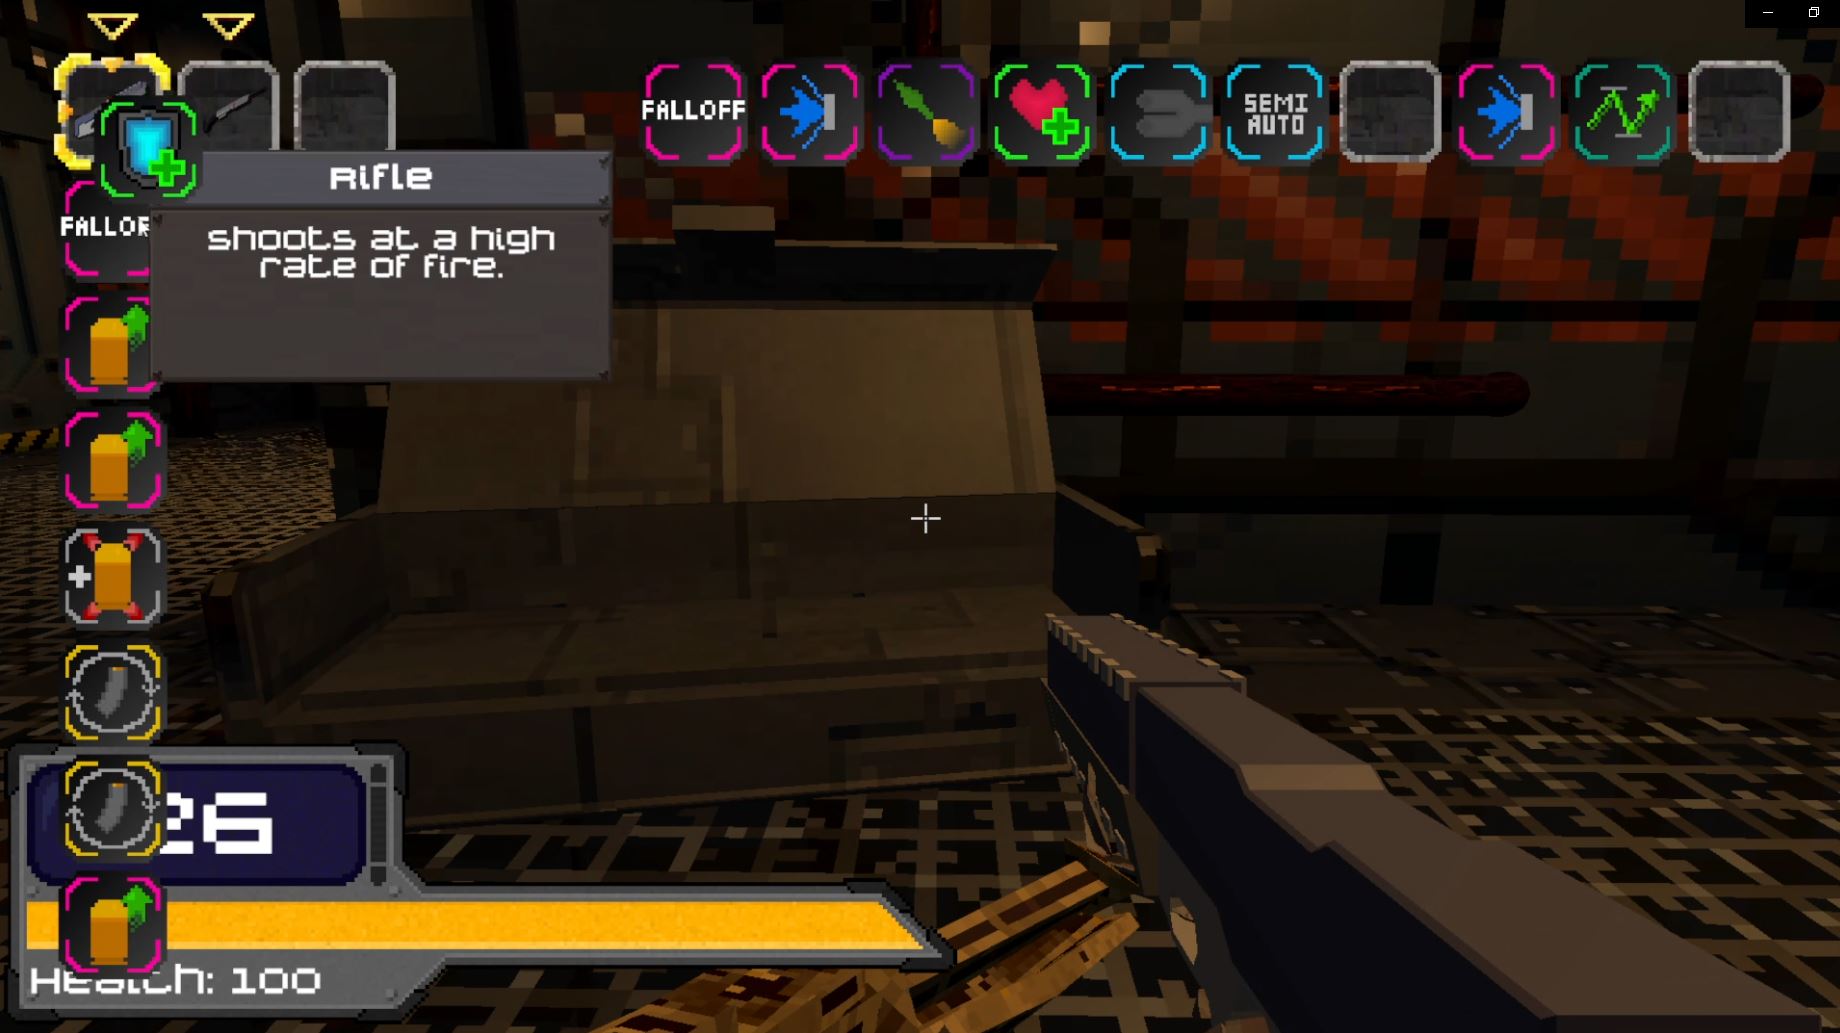 FALLOFF
SEMI
AUTO
Rifle
shoots at a high
rate of fire.
FALLOF
26
Health: 100